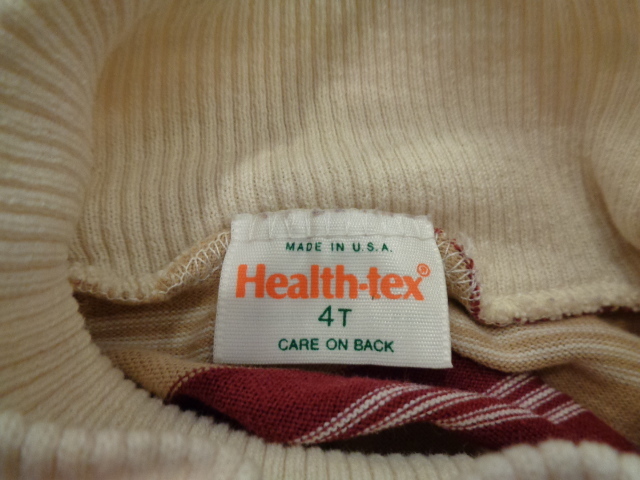 MADE IN U.S.A.
Health-tex®
4T
CARE ON BACK